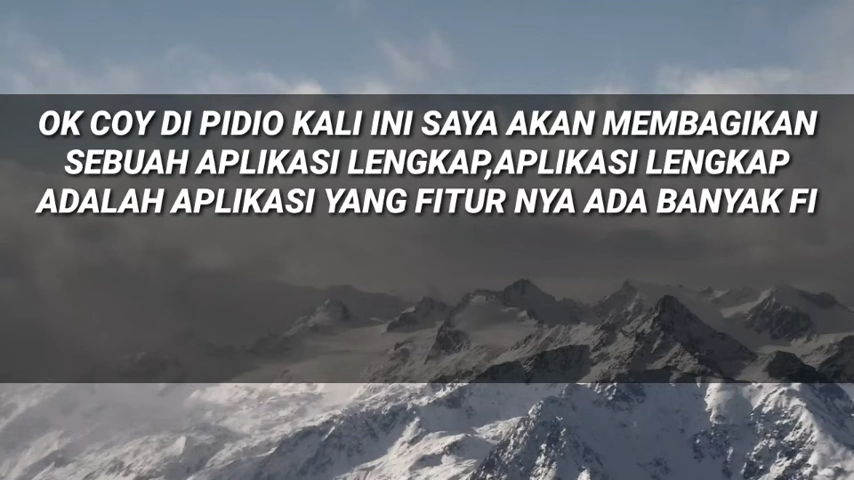 OK COY DI PIDIO KALI INI SAYA AKAN MEMBAGIKAN
SEBUAH APLIKASI LENGKAP,APLIKASI LENGKAP
ADALAH APLIKASI YANG FITUR NYA ADA BANYAK FI